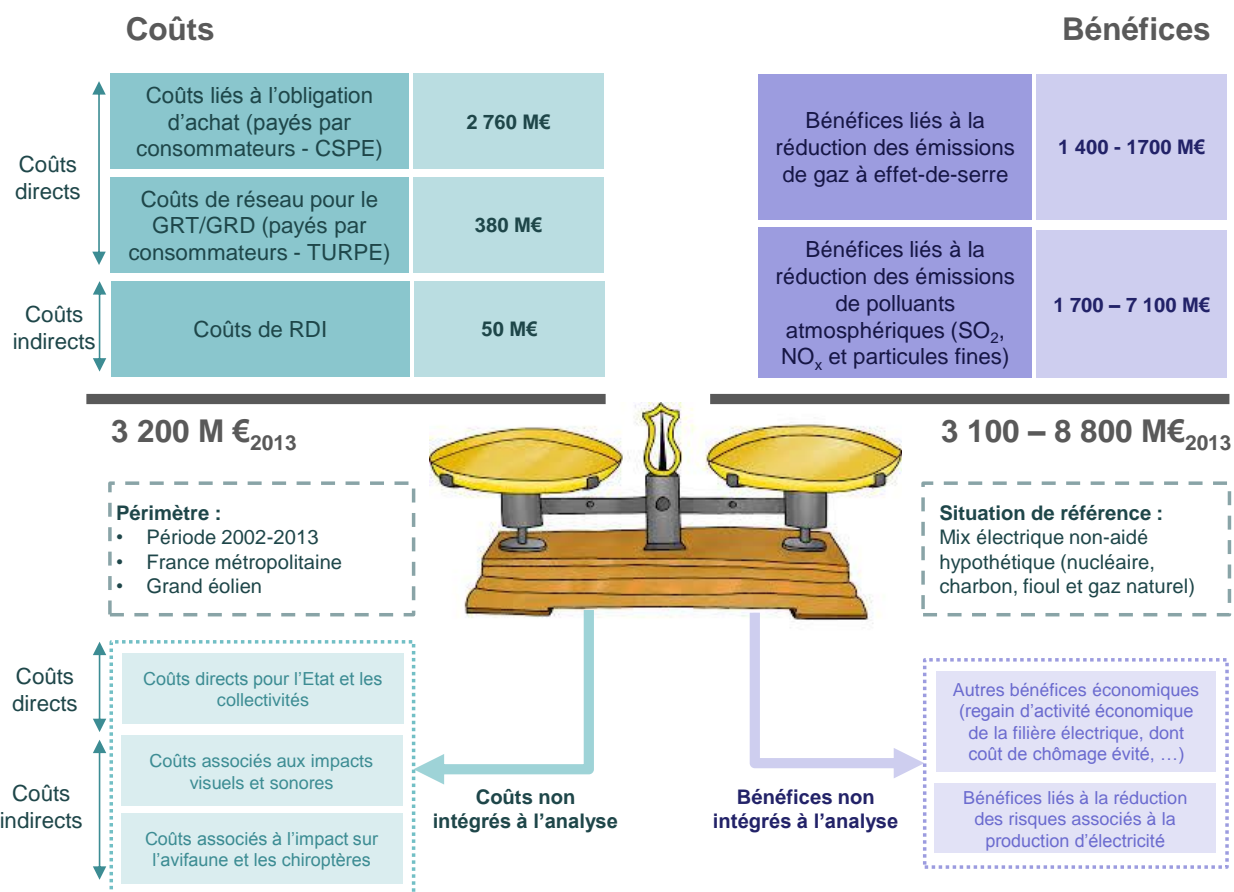 Coûts
Bénéfices
Coûts
directs
Coûts liés à l'obligation
d'achat (payés par
consommateurs - CSPE)
2 760 M€
Coûts de réseau pour le
GRT/GRD (payés par
consommateurs - TURPE)
380 M€
Coûts
indirects
Coûts de RDI
50 M€
Bénéfices liés à la
réduction des émissions
de gaz à effet-de-serre
1 400 - 1700 M€
Bénéfices liés à la
réduction des émissions
de polluants
atmosphériques (SO₂,
NOₓ et particules fines)
1 700 – 7 100 M€
3 200 M €2013
3 100 – 8 800 M€2013
Périmètre :
• Période 2002-2013
• France métropolitaine
• Grand éolien
Situation de référence :
Mix électrique non-aidé
hypothétique (nucléaire,
charbon, fioul et gaz naturel)
Coûts
directs
Coûts directs pour l'Etat et les
collectivités
Coûts
indirects
Coûts associés aux impacts
visuels et sonores
Coûts associés à l'impact sur
l'avifaune et les chiroptères
Coûts non
intégrés à l'analyse
Bénéfices non
intégrés à l'analyse
Autres bénéfices économiques
(regain d'activité économique
de la filière électrique, dont
coût de chômage évité, …)
Bénéfices liés à la réduction
des risques associés à la
production d'électricité